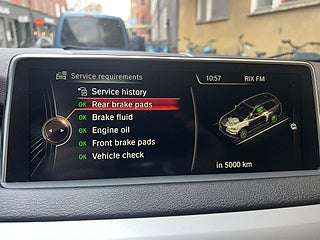 Service requirements
10:57 RIX FM
Service history
OK Rear brake pads
OK Brake fluid
OK Engine oil
OK Front brake pads
OK Vehicle check
in 5000 km